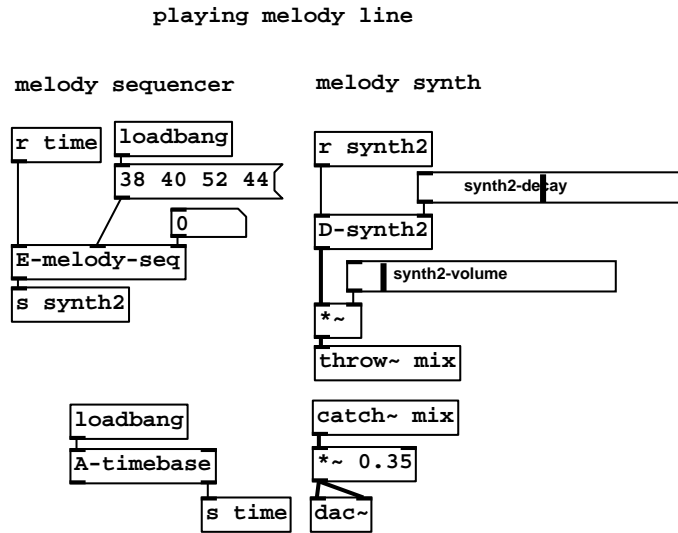 playing melody line
melody sequencer
melody synth
r time
loadbang
38 40 52 44
0
E-melody-seq
s synth2
r synth2
synth2-decay
D-synth2
synth2-volume
*~
throw~ mix
loadbang
A-timebase
s time
catch~ mix
*~ 0.35
dac~